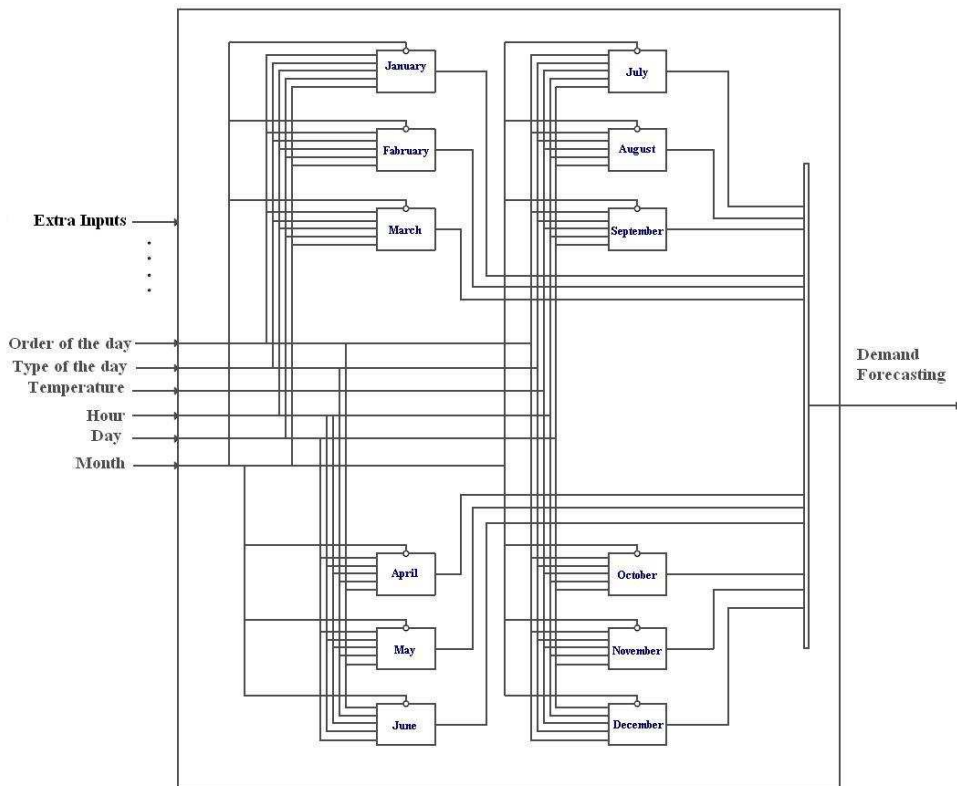 January
July
Fabruary
August
Extra Inputs
March
September
Order of the day
Type of the day
Temperature
Hour
Day
Month
Demand
Forecasting
April
October
May
November
June
December